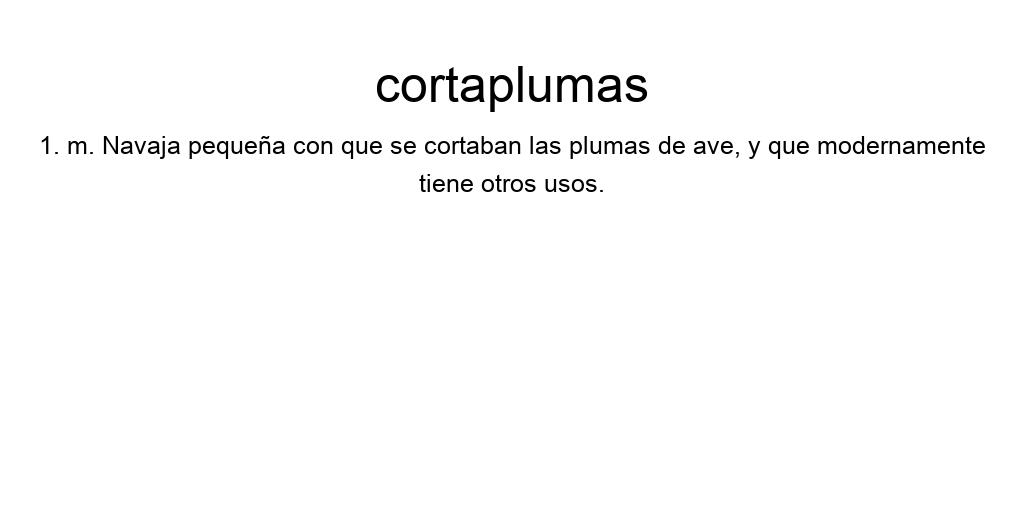 cortaplumas
1. m. Navaja pequeña con que se cortaban las plumas de ave, y que modernamente
tiene otros usos.